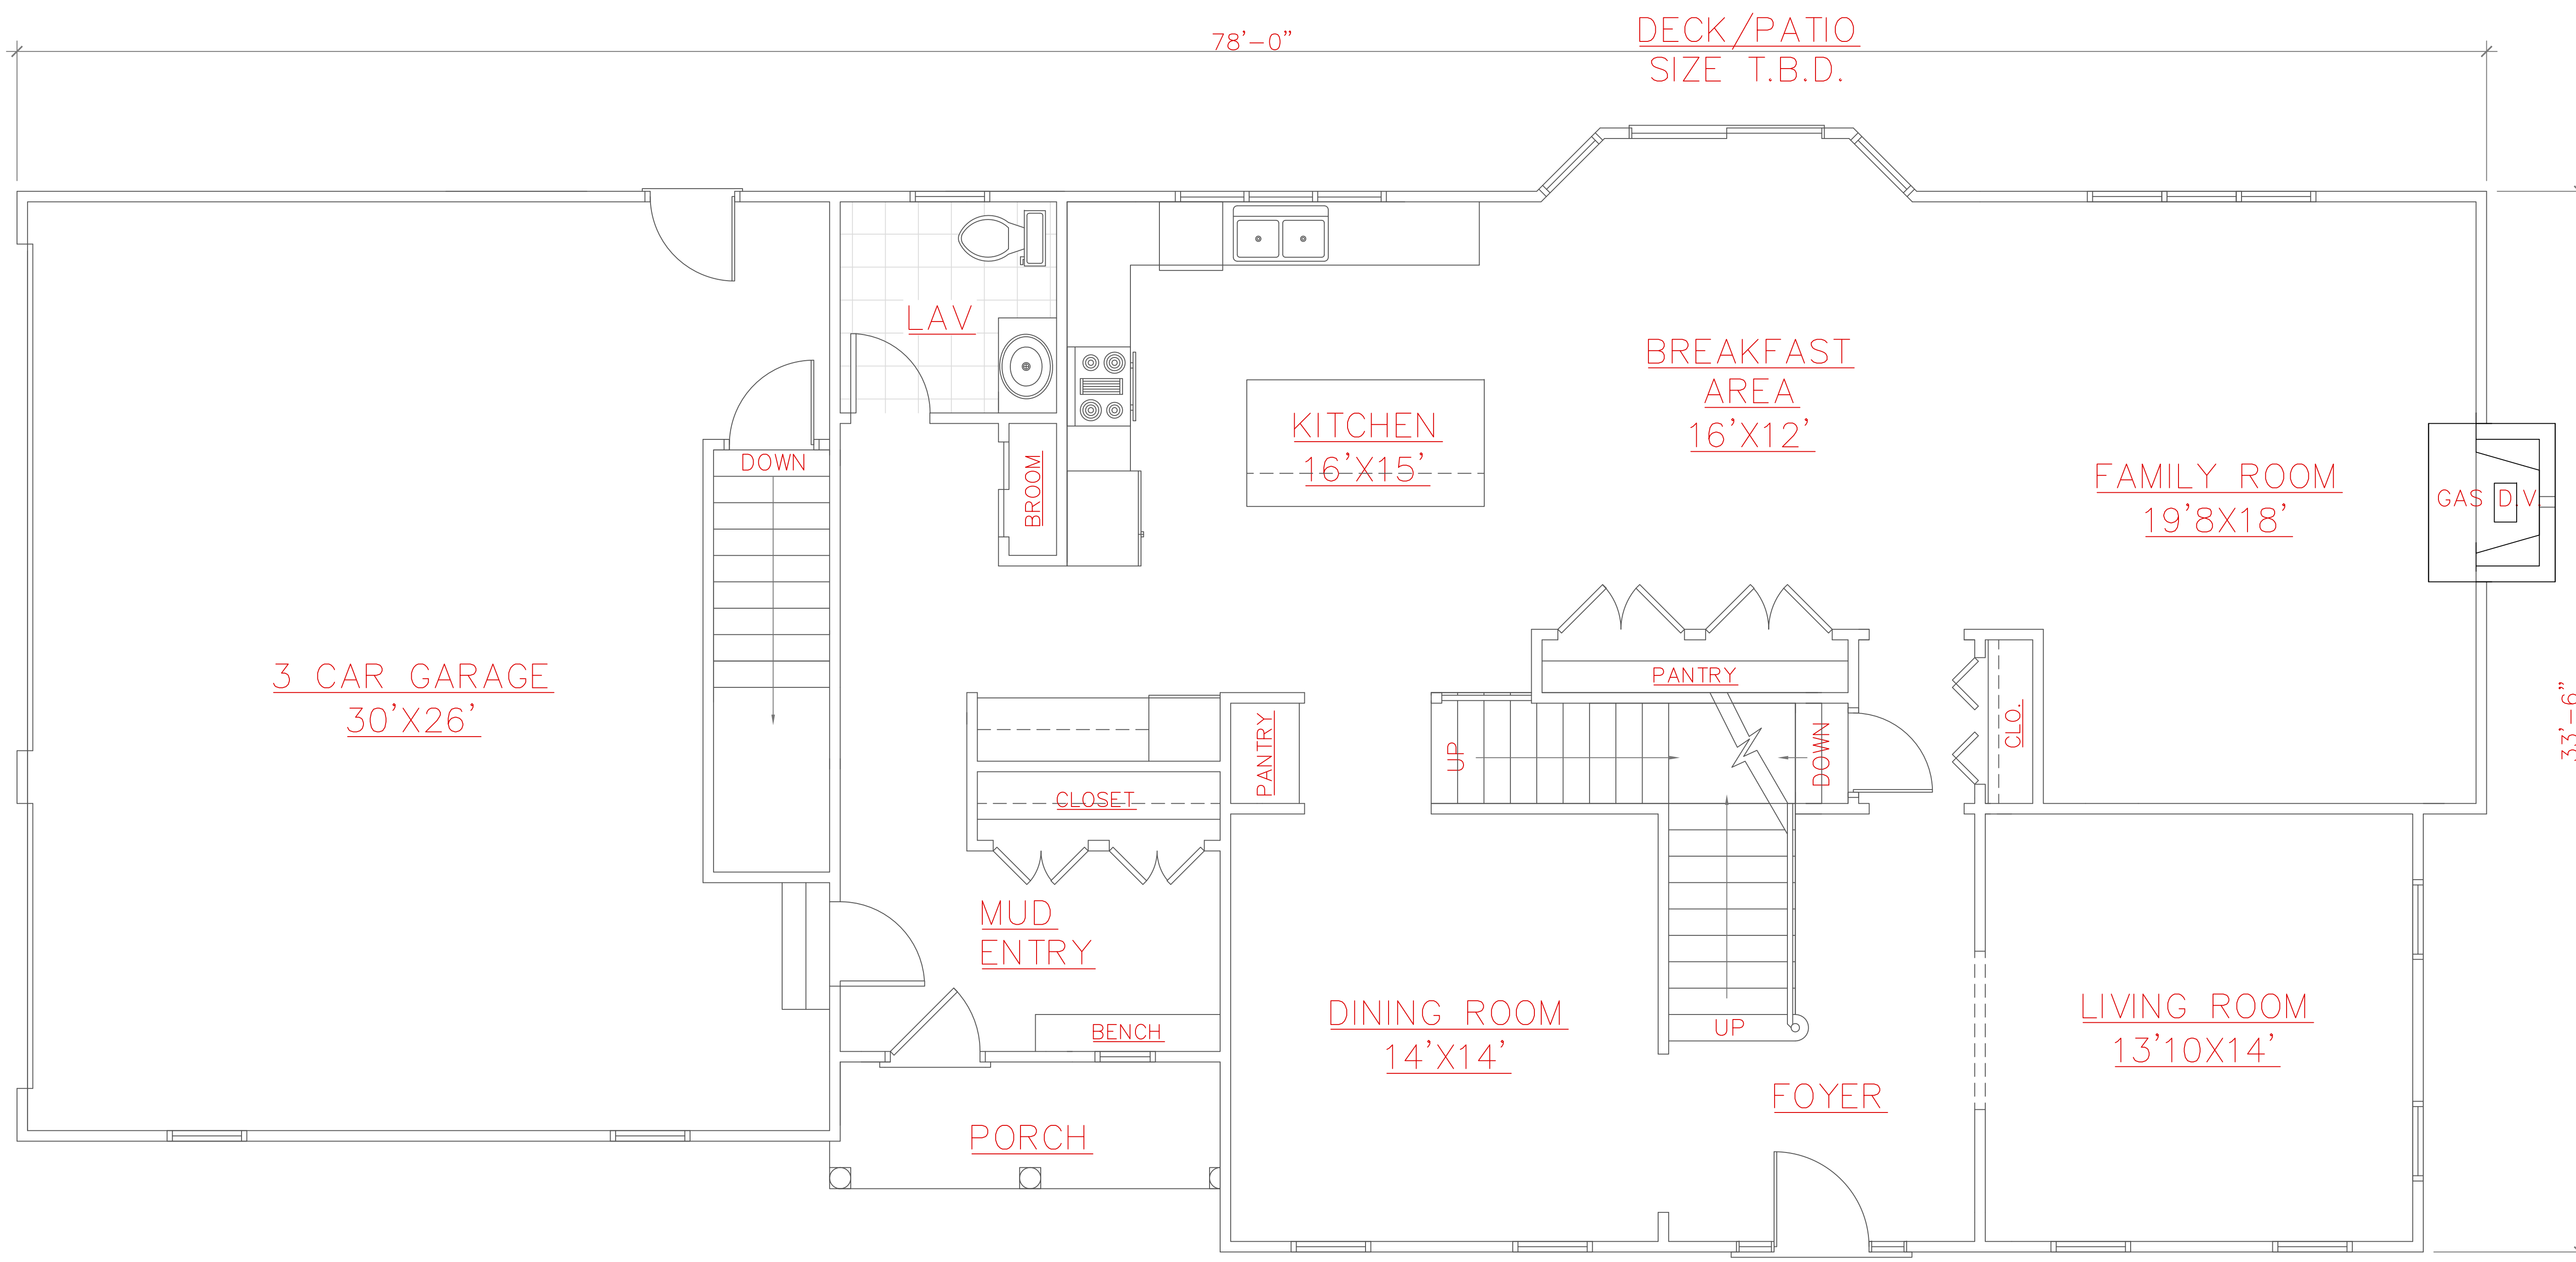 78'-0"
DECK/PATIO
SIZE T.B.D.
LAV
BREAKFAST
AREA
16'X12'
KITCHEN
16'X15'
DOWN
BROOM
FAMILY ROOM
19'8X18'
GAS D.V.
3 CAR GARAGE
30'X26'
PANTRY
PANTRY
CLO.
UP
DOWN
33'-6"
CLOSET
MUD
ENTRY
BENCH
DINING ROOM
14'X14'
UP
LIVING ROOM
13'10X14'
FOYER
PORCH